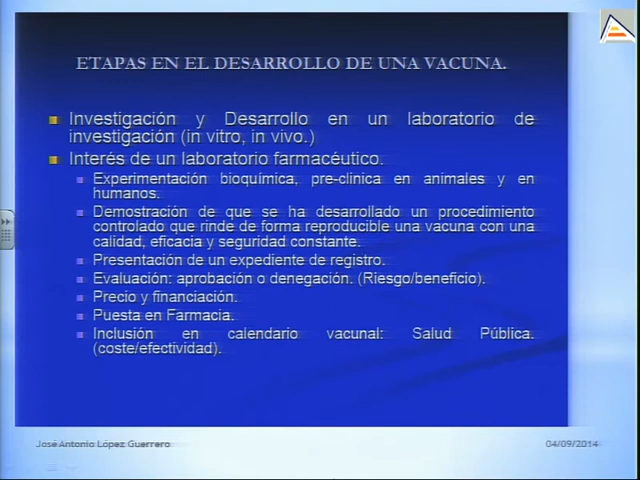 ETAPAS EN EL DESARROLLO DE UNA VACUNA.
Investigación y Desarrollo en un laboratorio de
investigación (in vitro, in vivo.)
Interés de un laboratorio farmacéutico.
Experimentación bioquímica, pre-clinica en animales y en
humanos.
Demostración de que se ha desarrollado un procedimiento
controlado que rinde de forma reproducible una vacuna con una
calidad, eficacia y seguridad constante.
Presentación de un expediente de registro.
Evaluación: aprobación o denegación. (Riesgo/beneficio).
Precio y financiación.
Puesta en Farmacia.
Inclusión en calendario vacunal: Salud Pública.
(coste/efectividad).
José Antonio López Guerrero
04/09/2014